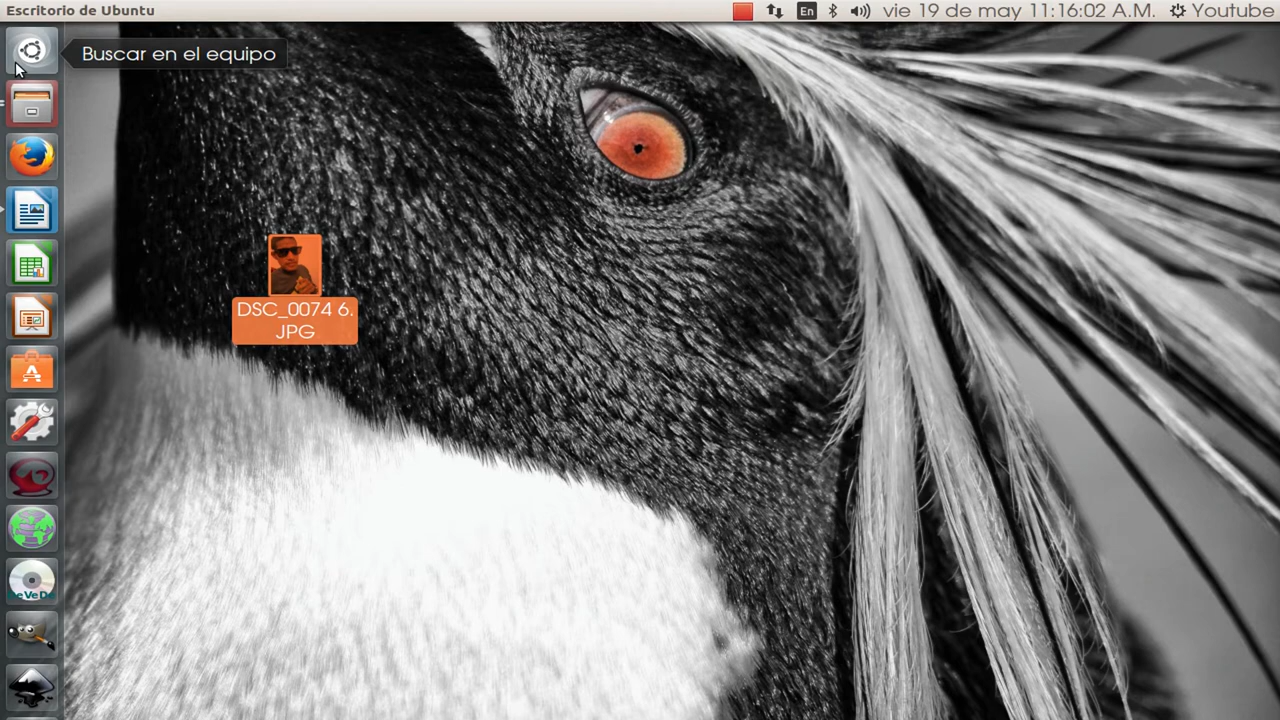 Escritorio de Ubuntu
En
vie 19 de may 11:16:02 A.M.
Youtube
Buscar en el equipo
DSC_0074 6.
JPG
DeVeDe